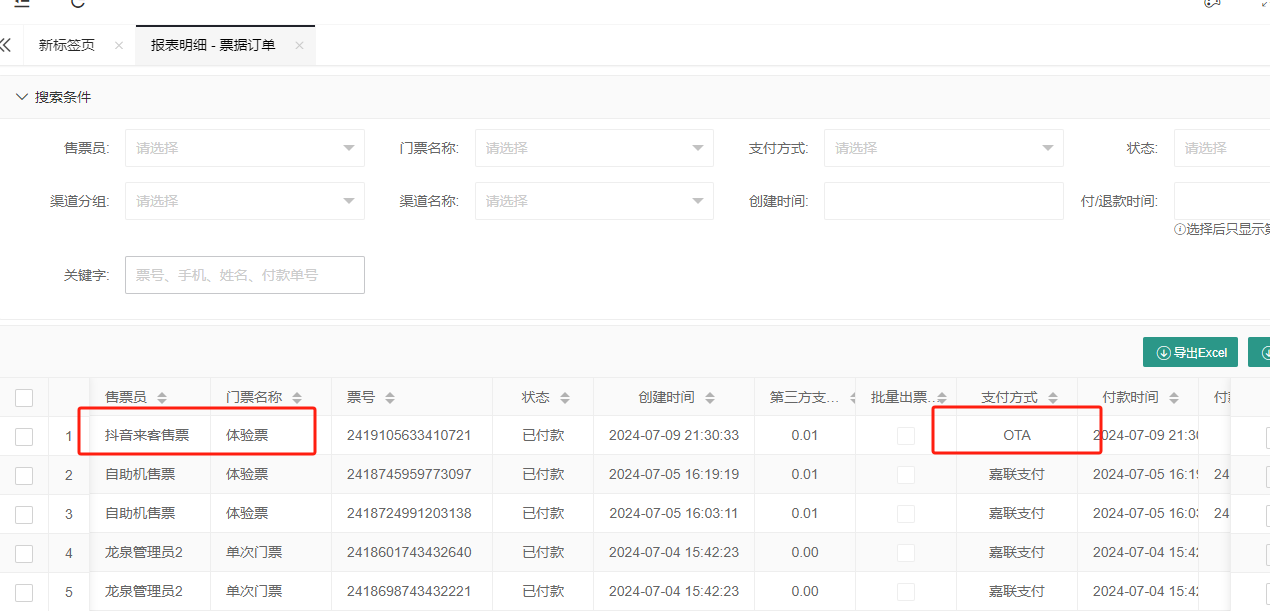 新标签页 × 报表明细 - 票据订单 ×
搜索条件
售票员: 请选择 门票名称: 请选择 支付方式: 请选择 状态: 请选择
渠道分组: 请选择 渠道名称: 请选择 创建时间: 付/退款时间:
选择后只显示
关键字: 票号、手机、姓名、付款单号
导出Excel
售票员 门票名称 票号 状态 创建时间 第三方支... 批量出票... 支付方式 付款时间
1 抖音来客售票 体验票 2419105633410721 已付款 2024-07-09 21:30:33 0.01 OTA 2024-07-09 21:30
2 自助机售票 体验票 2418745959773097 已付款 2024-07-05 16:19:19 0.01 嘉联支付 2024-07-05 16:19 24
3 自助机售票 体验票 2418724991203138 已付款 2024-07-05 16:03:11 0.01 嘉联支付 2024-07-05 16:03 24
4 龙泉管理员2 单次门票 2418601743432640 已付款 2024-07-04 15:42:23 0.00 嘉联支付 2024-07-04 15:42
5 龙泉管理员2 单次门票 2418698743432221 已付款 2024-07-04 15:42:23 0.00 嘉联支付 2024-07-04 15:42